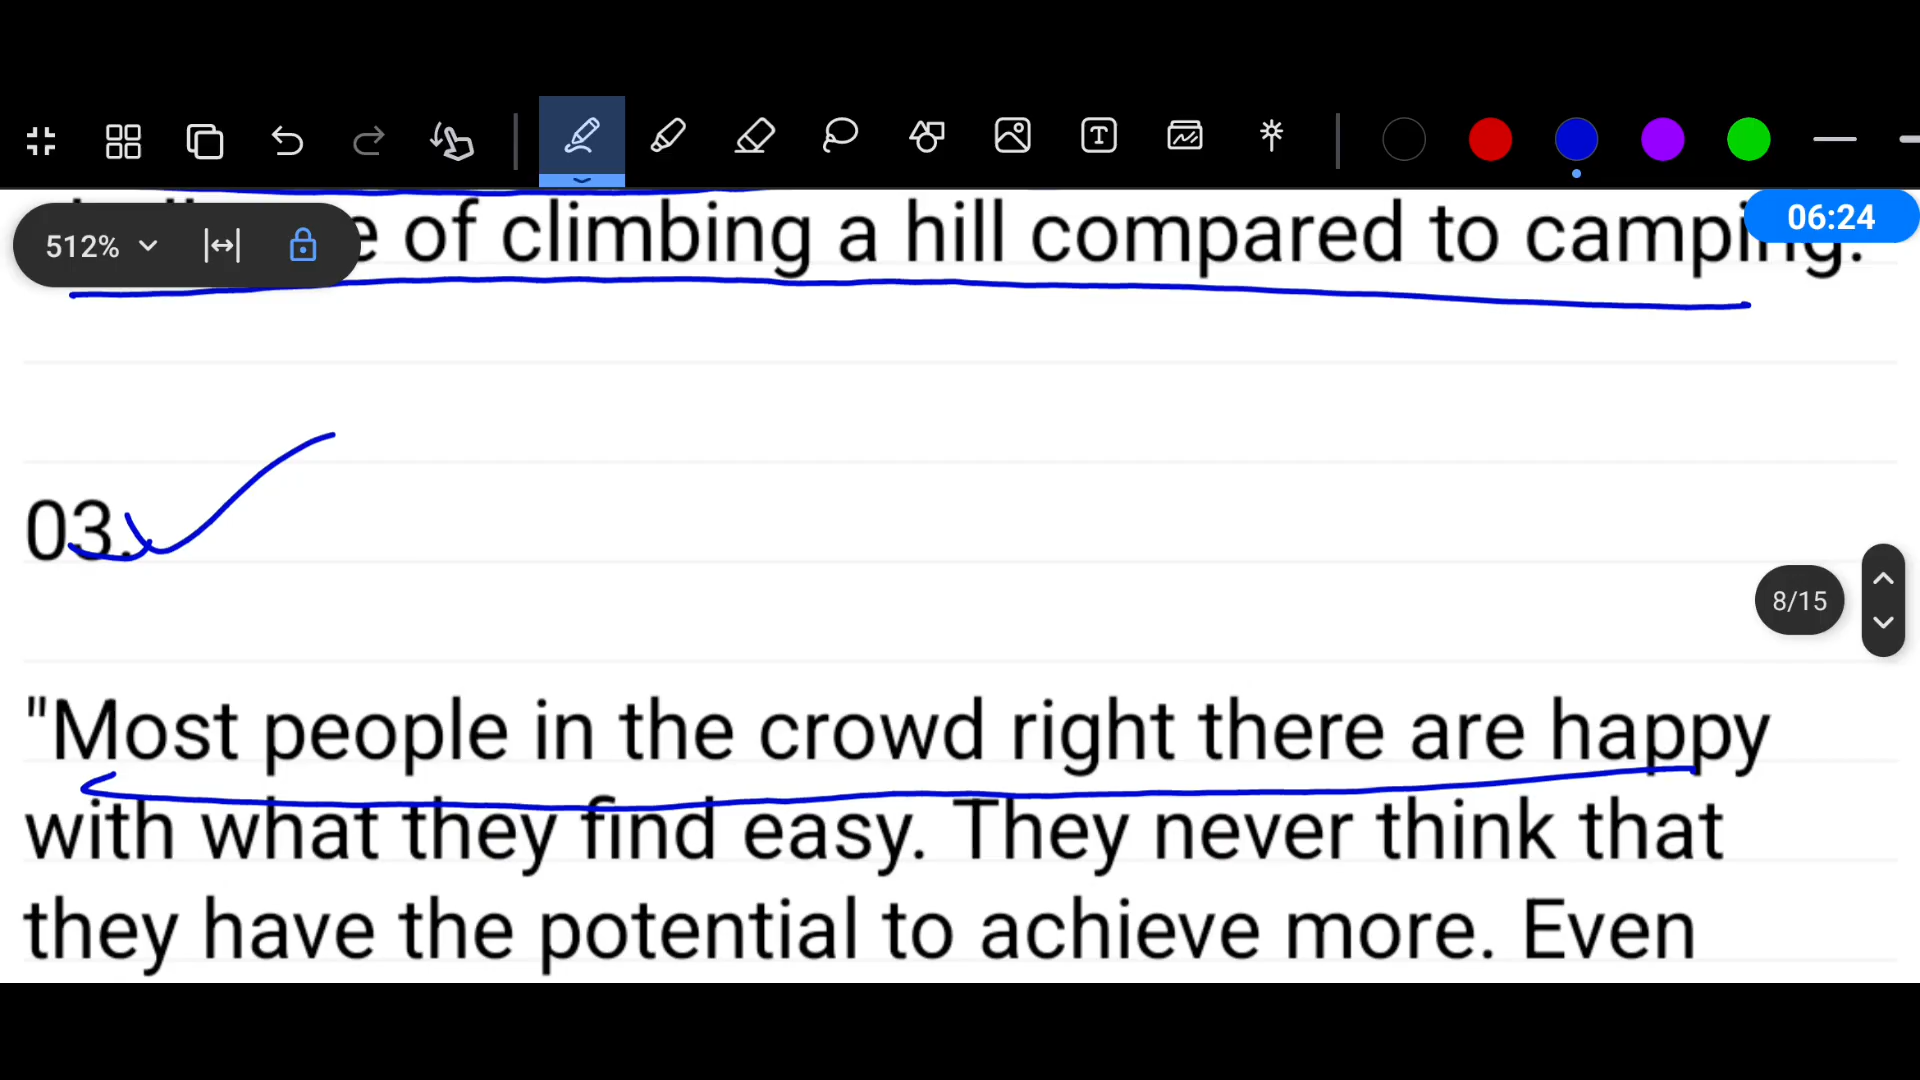 512%
e of climbing a hill compared to camping.
06:24
03.
8/15
"Most people in the crowd right there are happy
with what they find easy. They never think that
they have the potential to achieve more. Even